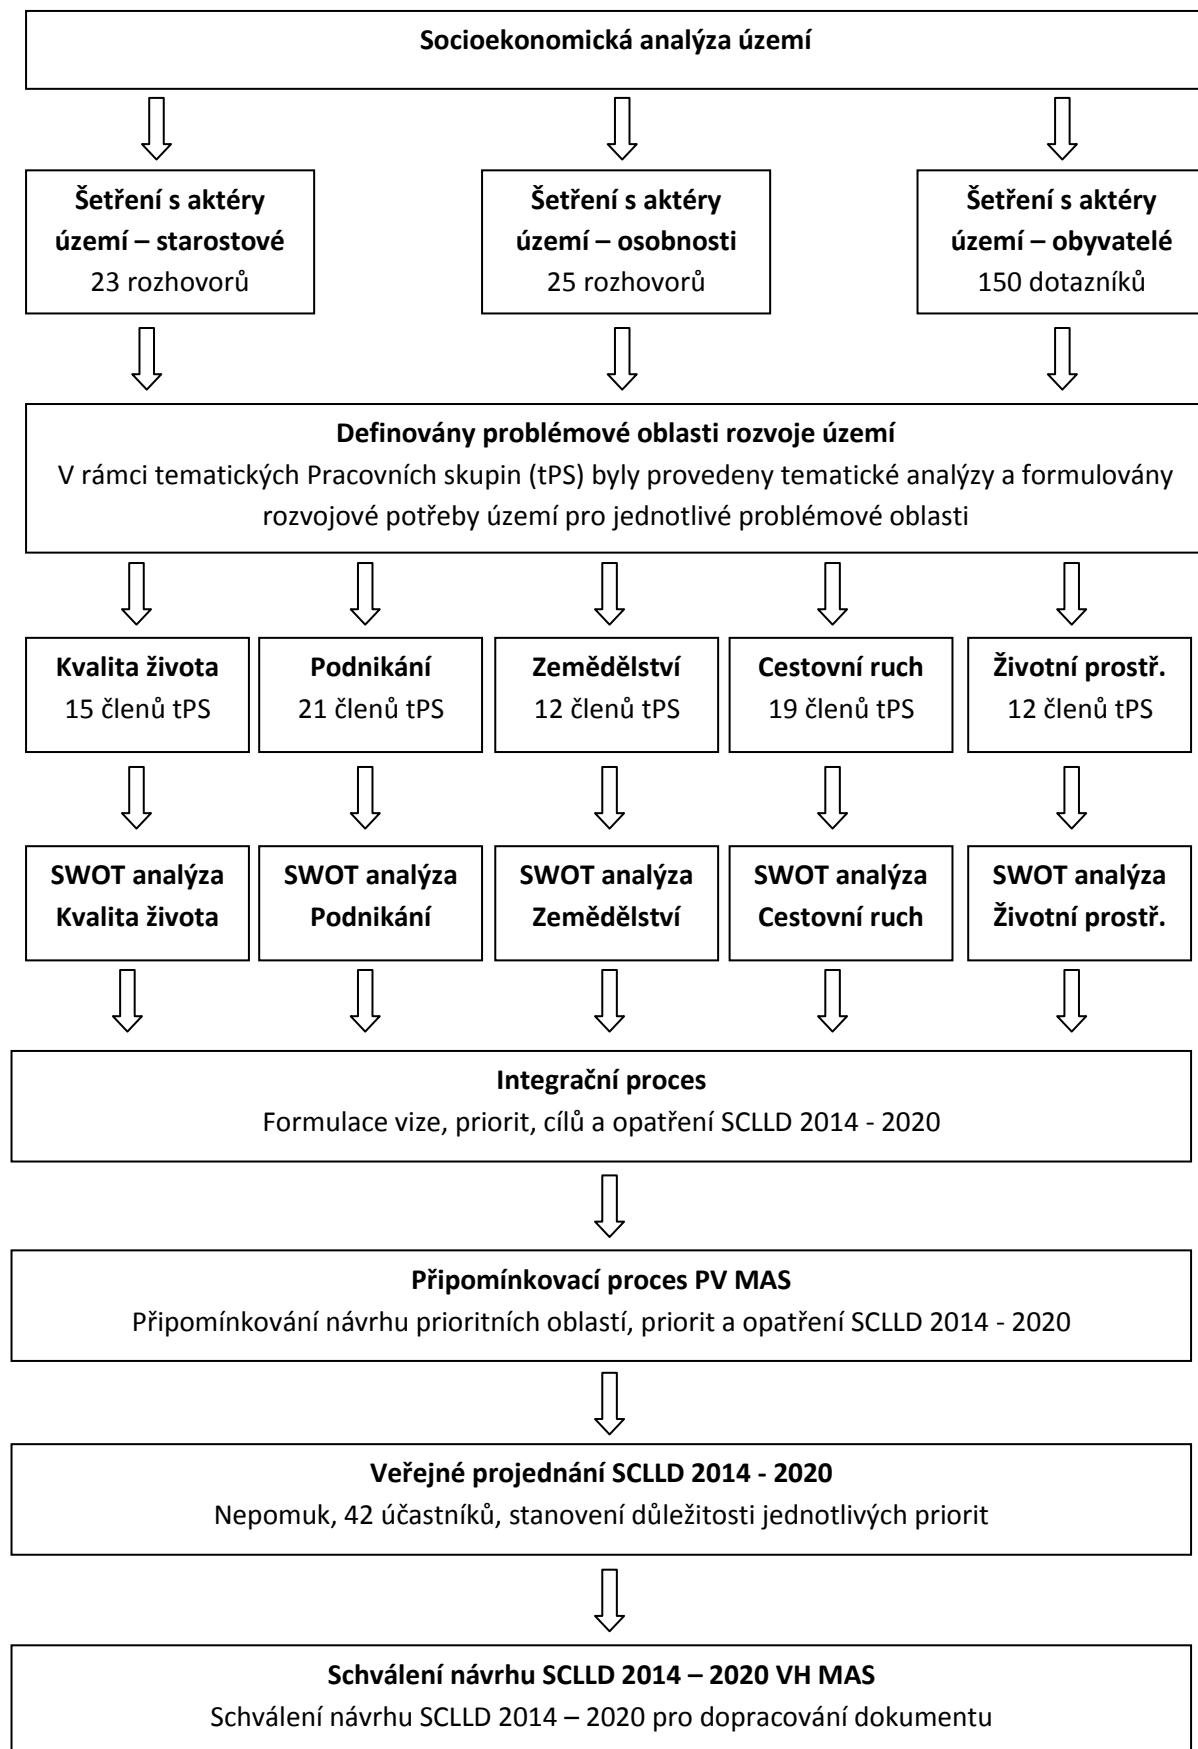 Socioekonomická analýza území
Šetření s aktéry
území – starostové
23 rozhovorů
Šetření s aktéry
území – osobnosti
25 rozhovorů
Šetření s aktéry
území – obyvatelé
150 dotazníků
Definovány problémové oblasti rozvoje území
V rámci tematických Pracovních skupin (tPS) byly provedeny tematické analýzy a formulovány
rozvojové potřeby území pro jednotlivé problémové oblasti
Kvalita života
15 členů tPS
Podnikání
21 členů tPS
Zemědělství
12 členů tPS
Cestovní ruch
19 členů tPS
Životní prostř.
12 členů tPS
SWOT analýza
Kvalita života
SWOT analýza
Podnikání
SWOT analýza
Zemědělství
SWOT analýza
Cestovní ruch
SWOT analýza
Životní prostř.
Integrační proces
Formulace vize, priorit, cílů a opatření SCLLD 2014 - 2020
Připomínkovací proces PV MAS
Připomínkování návrhu prioritních oblastí, priorit a opatření SCLLD 2014 - 2020
Veřejné projednání SCLLD 2014 - 2020
Nepomuk, 42 účastníků, stanovení důležitosti jednotlivých priorit
Schválení návrhu SCLLD 2014 – 2020 VH MAS
Schválení návrhu SCLLD 2014 – 2020 pro dopracování dokumentu